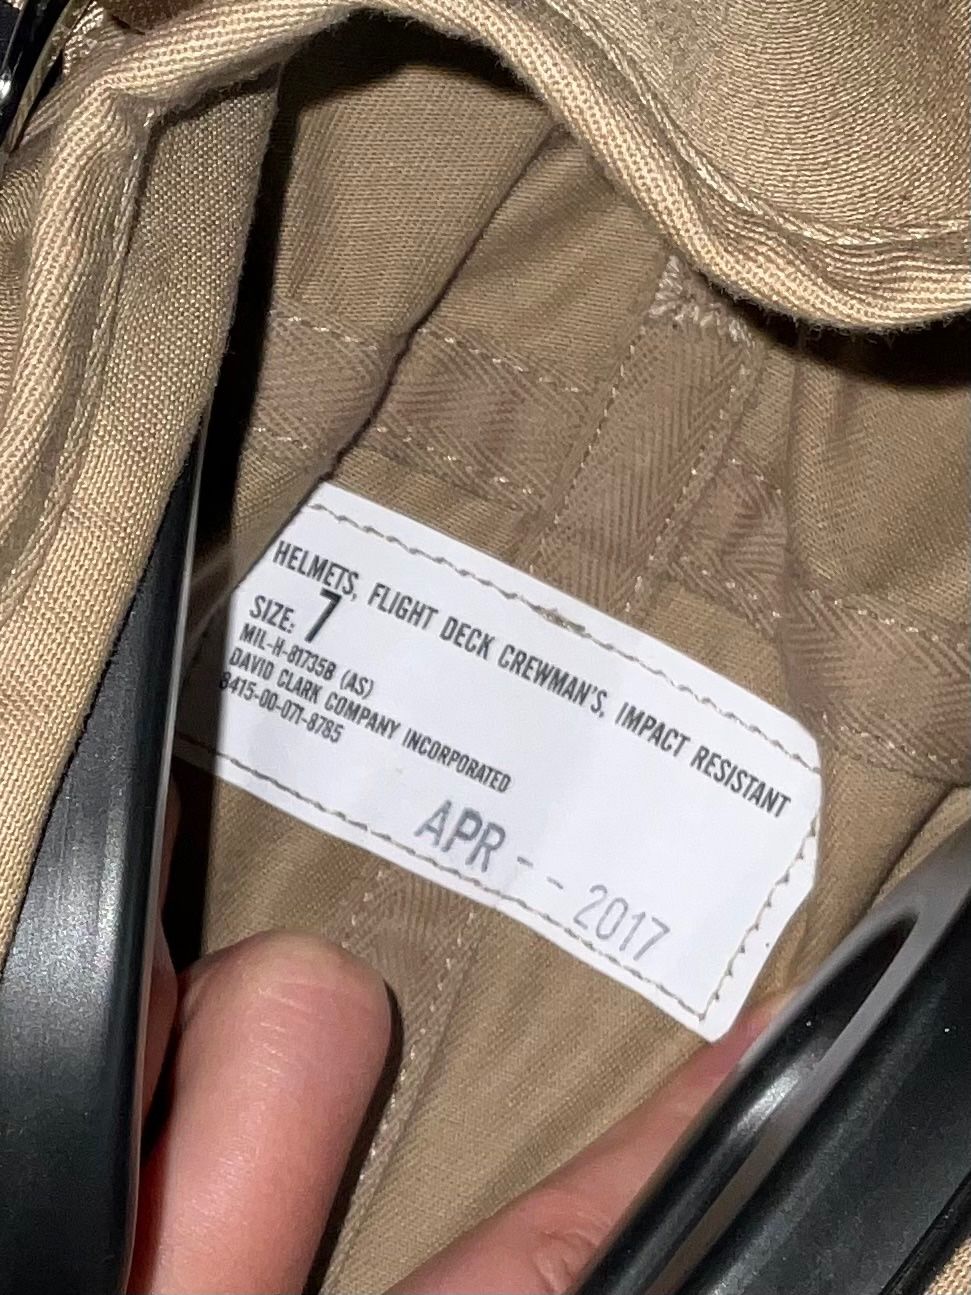 HELMETS, FLIGHT DECK CREWMAN'S, IMPACT RESISTANT
SIZE: 7
MIL-H-81735B (AS)
DAVID CLARK COMPANY INCORPORATED
8415-00-071-8785
APR - - 2017